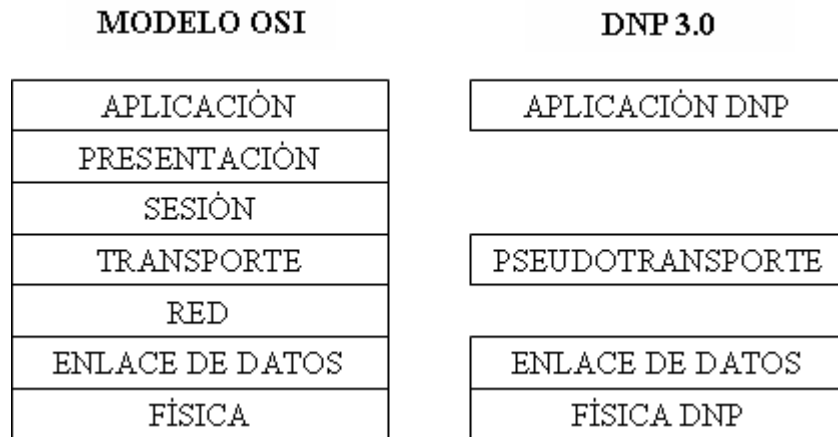 MODELO OSI
DNP 3.0
APLICACIÓN
APLICACIÓN DNP
PRESENTACIÓN
SESIÓN
TRANSPORTE
PSEUDOTRANSPORTE
RED
ENLACE DE DATOS
ENLACE DE DATOS
FÍSICA
FÍSICA DNP